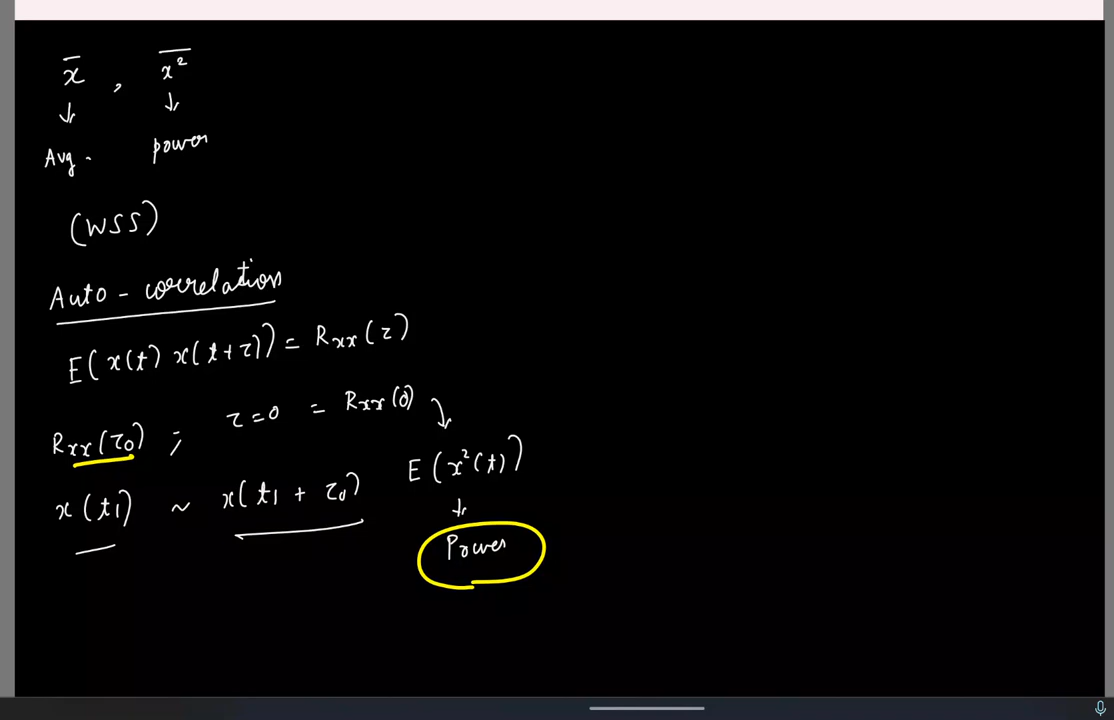 x̄ , x̄²
↓ ↓
Avg. power
(WSS)
Auto - correlation
E(x(t) x(t+τ)) = Rxx(τ)
Rxx(τ0) ; τ=0 = Rxx(0)
E(x²(t))
x(t1) ~ x(t1 + τ0)
↓
Power